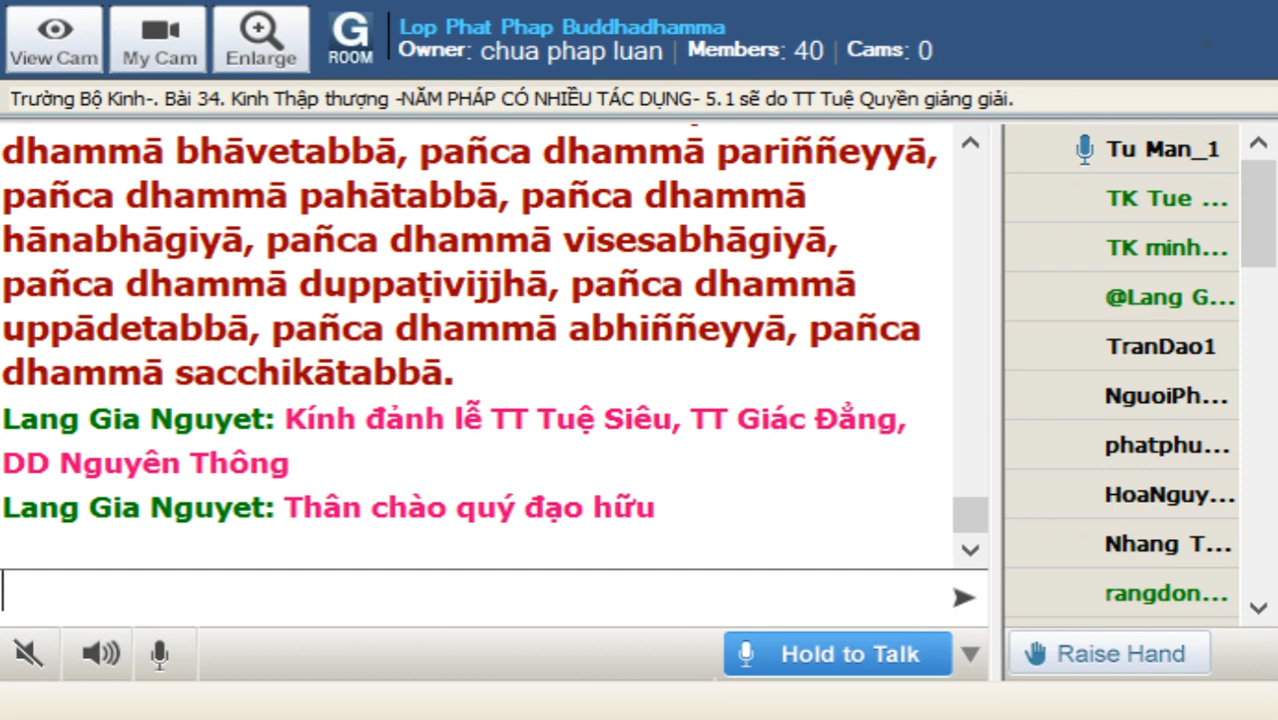 View Cam
My Cam
Enlarge
G
ROOM
Lop Phat Phap Buddhadhamma
Owner: chua phap luan | Members: 40 | Cams: 0
Trường Bộ Kinh-. Bài 34. Kinh Thập thượng -NĂM PHÁP CÓ NHIỀU TÁC DỤNG- 5.1 sẽ do TT Tuệ Quyền giảng giải.
dhammā bhāvetabbā, pañca dhammā pariññeyyā,
pañca dhammā pahātabbā, pañca dhammā
hānabhāgiyā, pañca dhammā visesabhāgiyā,
pañca dhammā duppaṭivijjhā, pañca dhammā
uppādetabbā, pañca dhammā abhiññeyyā, pañca
dhammā sacchikātabbā.
Lang Gia Nguyet: Kính đảnh lễ TT Tuệ Siêu, TT Giác Đẳng,
DD Nguyên Thông
Lang Gia Nguyet: Thân chào quý đạo hữu
Tu Man_1
TK Tue ...
TK minh...
@Lang G...
TranDao1
NguoiPh...
phatphu...
HoaNguy...
Nhang T...
rangdon...
Hold to Talk
Raise Hand